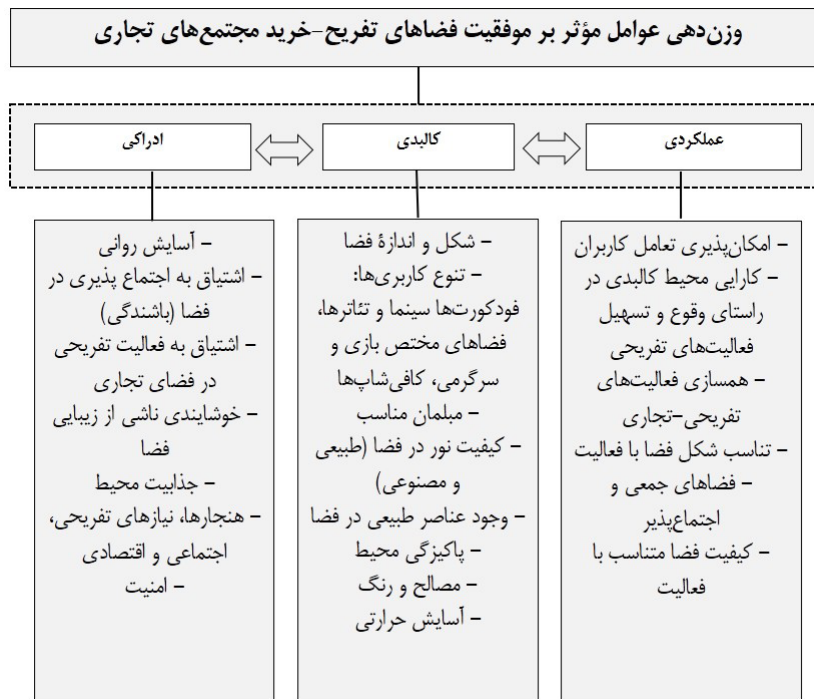 وزن‌دهی عوامل مؤثر بر موفقیت فضاهای تفریح-خرید مجتمع‌های تجاری
عملکردی
کالبدی
ادراکی
– امکان‌پذیری تعامل کاربران
– کارایی محیط کالبدی در
راستای وقوع و تسهیل
فعالیت‌های تفریحی
– همسازی فعالیت‌های
تفریحی-تجاری
– تناسب شکل فضا با فعالیت
– فضاهای جمعی و
اجتماع‌پذیر
– کیفیت فضا متناسب با
فعالیت
– شکل و اندازهٔ فضا
– تنوع کاربری‌ها:
فودکورت‌ها سینما و تئاترها،
فضاهای مختص بازی و
سرگرمی، کافی‌شاپ‌ها
– مبلمان مناسب
– کیفیت نور در فضا (طبیعی
و مصنوعی)
– وجود عناصر طبیعی در فضا
– پاکیزگی محیط
– مصالح و رنگ
– آسایش حرارتی
– آسایش روانی
– اشتیاق به اجتماع پذیری در
فضا (باشندگی)
– اشتیاق به فعالیت تفریحی
در فضای تجاری
– خوشایندی ناشی از زیبایی
فضا
– جذابیت محیط
– هنجارها، نیازهای تفریحی،
اجتماعی و اقتصادی
– امنیت